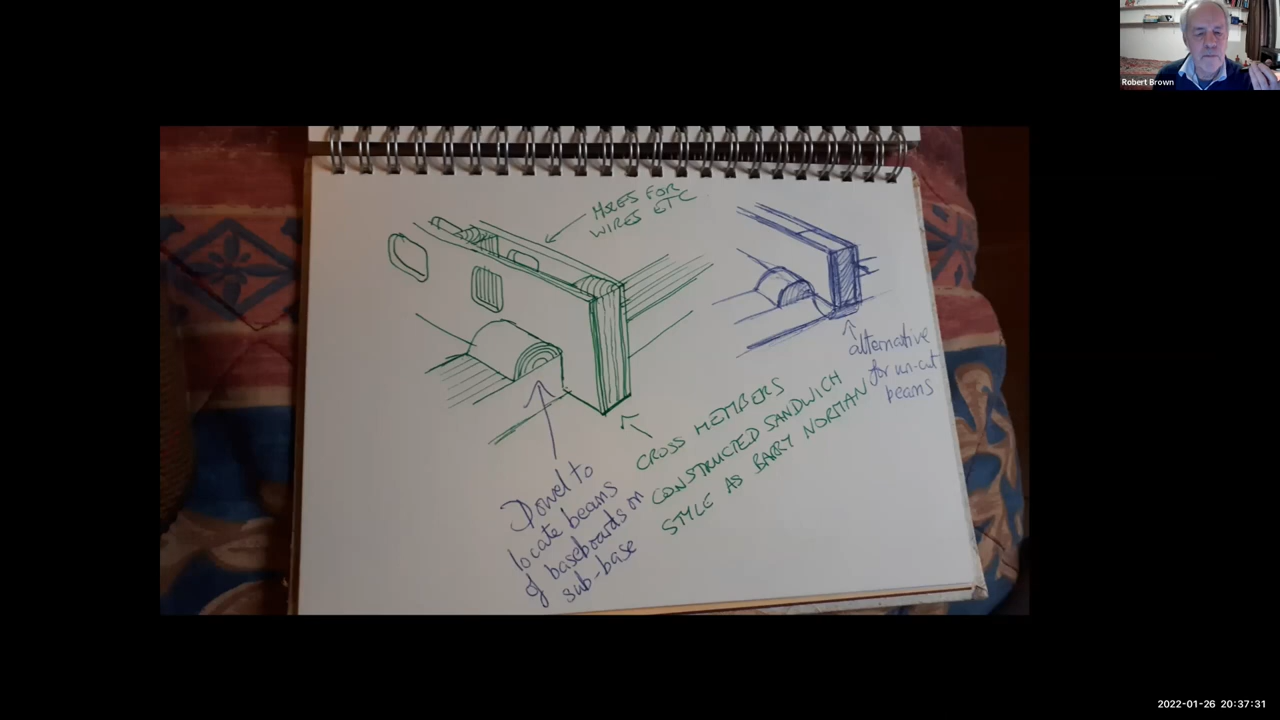 Robert Brown
HOLES FOR
WIRES ETC
alternative
for un-cut
beams
CROSS MEMBERS
CONSTRUCTED SANDWICH
STYLE AS BARRY NORMAN
Dowel to
locate beams
of baseboards on
sub-base
2022-01-26 20:37:31